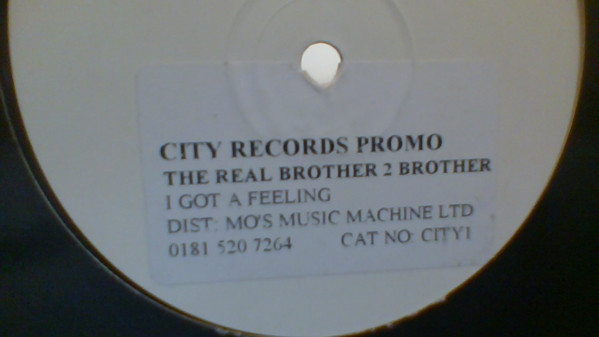 CITY RECORDS PROMO
THE REAL BROTHER 2 BROTHER
I GOT A FEELING
DIST: MO'S MUSIC MACHINE LTD
0181 520 7264 CAT NO: CITY1